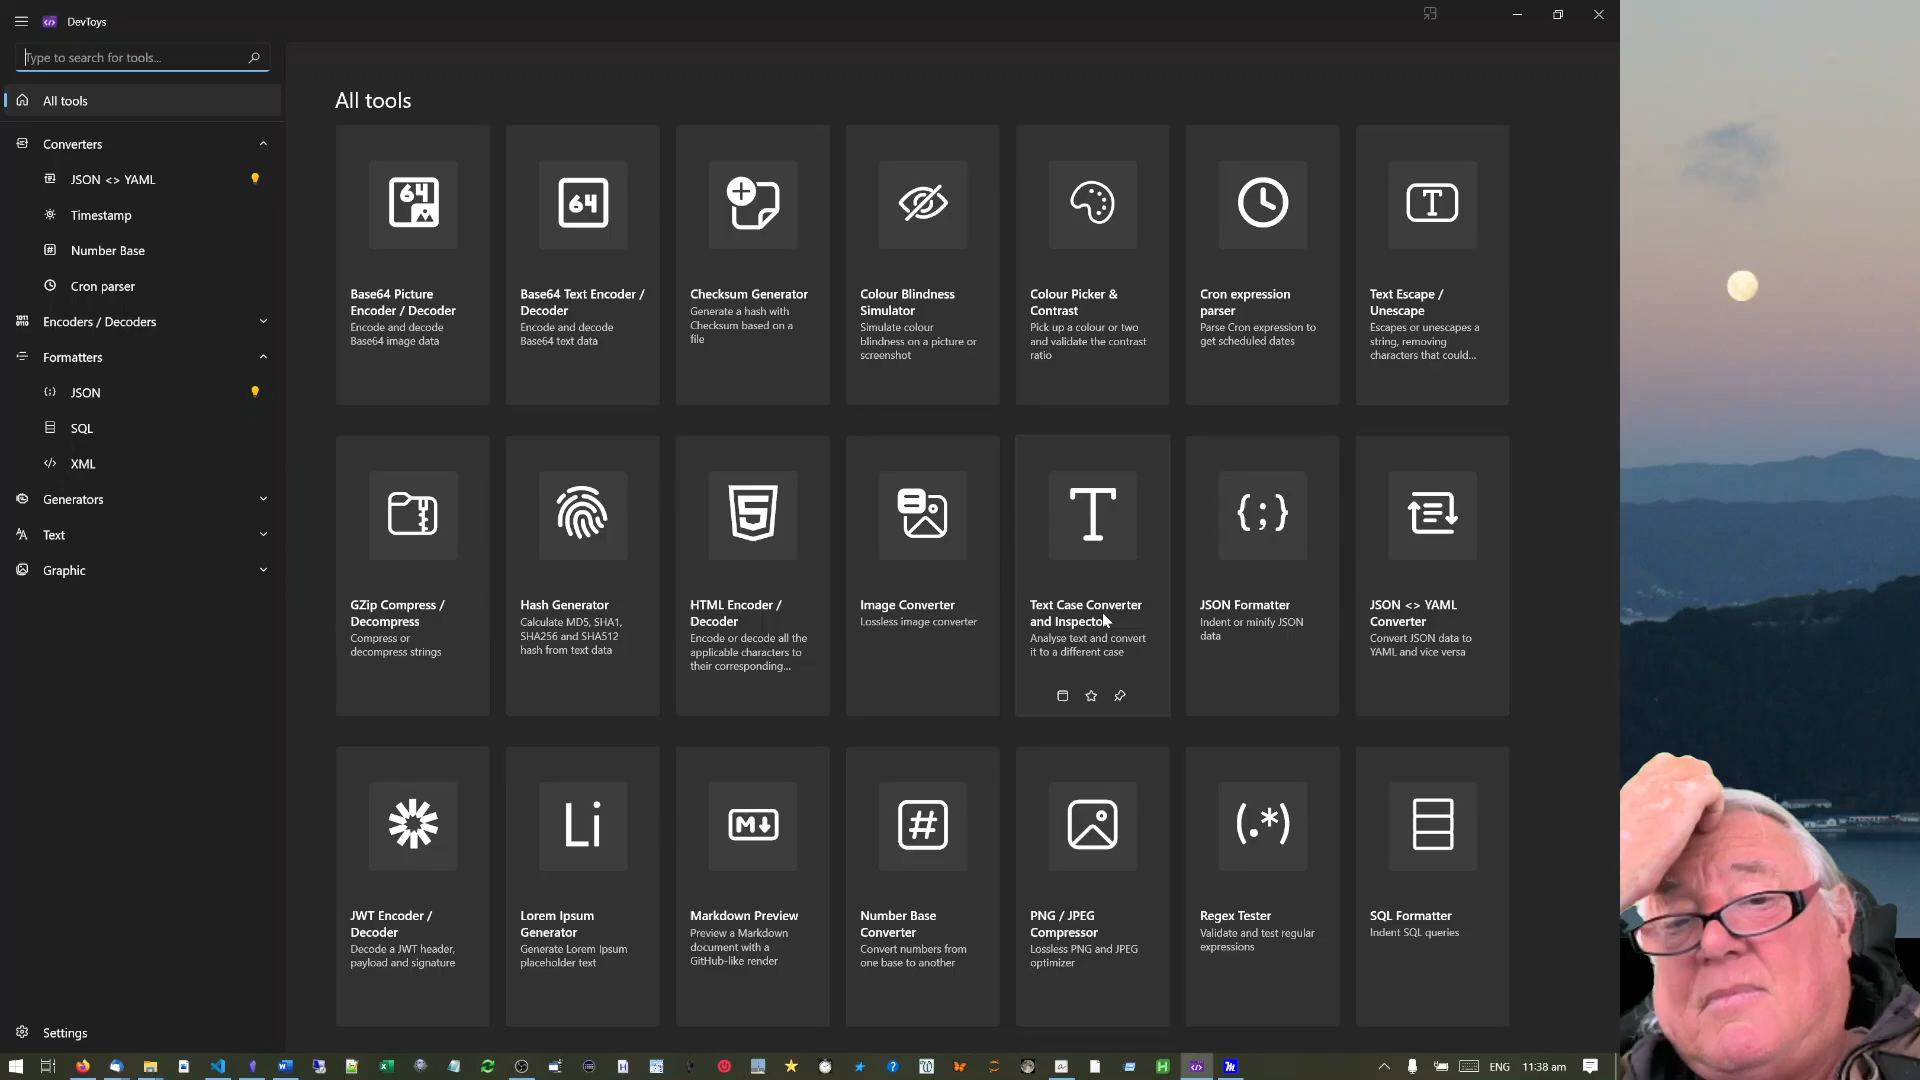 DevToys
Type to search for tools...
All tools
Converters
JSON <> YAML
Timestamp
Number Base
Cron parser
Encoders / Decoders
Formatters
JSON
SQL
XML
Generators
Text
Graphic
Settings
All tools
64
Base64 Picture
Encoder / Decoder
Encode and decode
Base64 image data
64
Base64 Text Encoder /
Decoder
Encode and decode
Base64 text data
Checksum Generator
Generate a hash with
Checksum based on a
file
Colour Blindness
Simulator
Simulate colour
blindness on a picture or
screenshot
Colour Picker &
Contrast
Pick up a colour or two
and validate the contrast
ratio
Cron expression
parser
Parse Cron expression to
get scheduled dates
T
Text Escape /
Unescape
Escapes or unescapes a
string, removing
characters that could...
GZip Compress /
Decompress
Compress or
decompress strings
Hash Generator
Calculate MD5, SHA1,
SHA256 and SHA512
hash from text data
5
HTML Encoder /
Decoder
Encode or decode all the
applicable characters to
their corresponding...
Image Converter
Lossless image converter
T
Text Case Converter
and Inspector
Analyse text and convert
it to a different case
{;}
JSON Formatter
Indent or minify JSON
data
JSON <> YAML
Converter
Convert JSON data to
YAML and vice versa
JWT Encoder /
Decoder
Decode a JWT header,
payload and signature
Li
Lorem Ipsum
Generator
Generate Lorem Ipsum
placeholder text
M↓
Markdown Preview
Preview a Markdown
document with a
GitHub-like render
#
Number Base
Converter
Convert numbers from
one base to another
PNG / JPEG
Compressor
Lossless PNG and JPEG
optimizer
(.*)
Regex Tester
Validate and test regular
expressions
SQL Formatter
Indent SQL queries
ENG
11:38 am